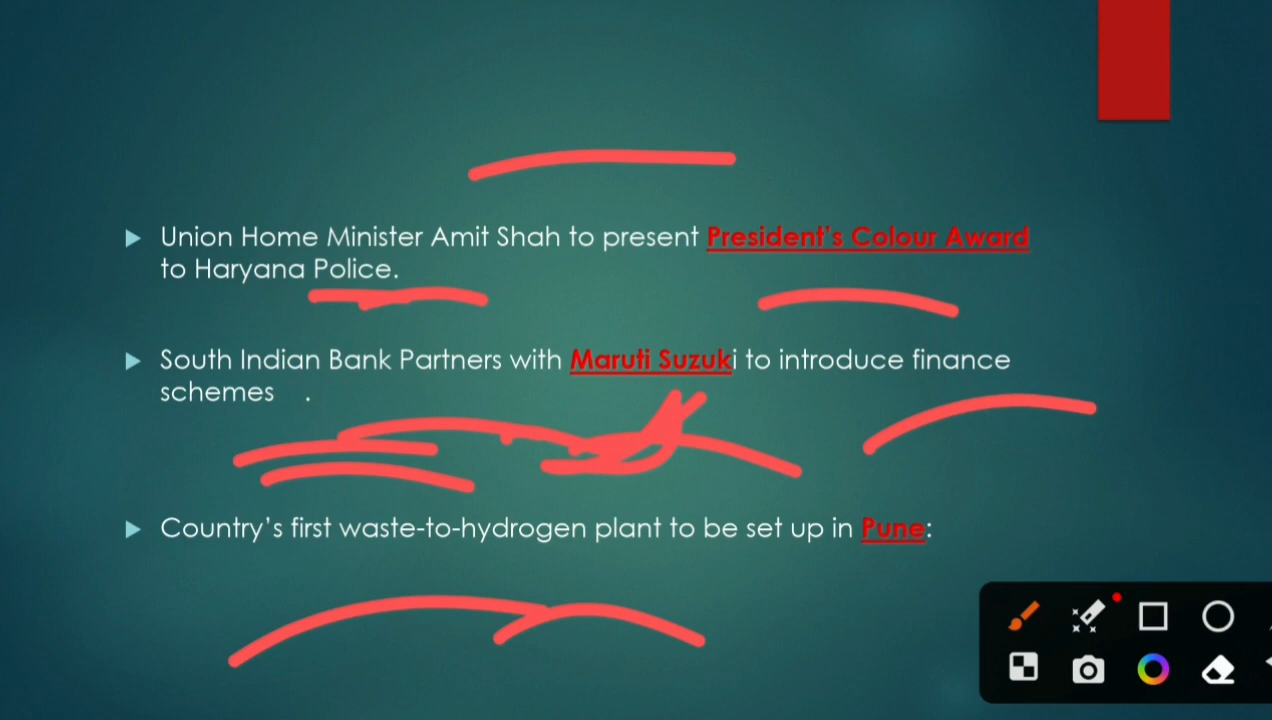 Union Home Minister Amit Shah to present President's Colour Award
to Haryana Police.
South Indian Bank Partners with Maruti Suzuki to introduce finance
schemes .
Country's first waste-to-hydrogen plant to be set up in Pune: